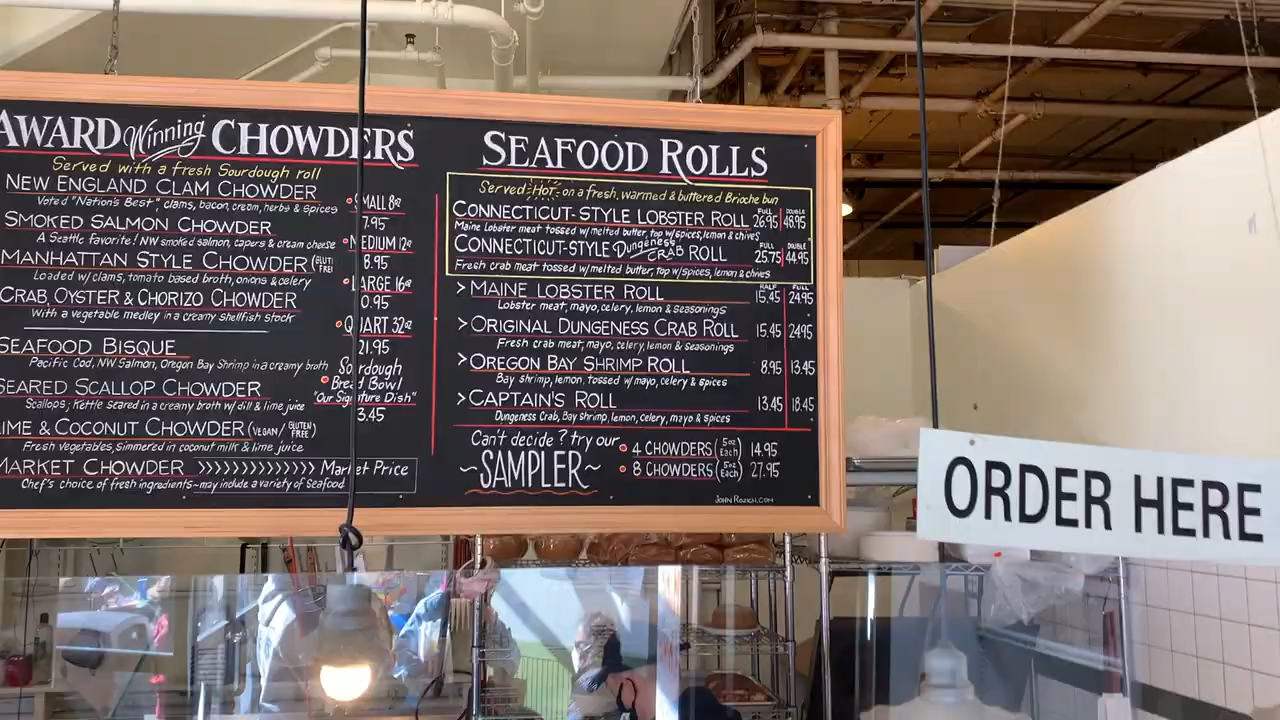 AWARD Winning CHOWDERS
Served with a fresh Sourdough roll
NEW ENGLAND CLAM CHOWDER
Voted "Nation's Best", clams, bacon, cream, herbs & spices
SMOKED SALMON CHOWDER
A Seattle favorite! NW smoked salmon, capers & cream cheese
MANHATTAN STYLE CHOWDER (GLUT FREE
Loaded w/ clams, tomato based broth, onions & celery
CRAB, OYSTER & CHORIZO CHOWDER
With a vegetable medley in a creamy shellfish stock
SEAFOOD BISQUE
Pacific Cod, NW Salmon, Oregon Bay Shrimp in a creamy broth
SEARED SCALLOP CHOWDER
Scallops, Kettle seared in a creamy broth w/ dill & lime juice
LIME & COCONUT CHOWDER (VEGAN / GLUTEN FREE)
Fresh Vegetables, Simmered in coconut milk & lime juice
MARKET CHOWDER >>>>>>>>>>>> Market Price
Chef's choice of fresh ingredients~may include a variety of Seafood
SMALL 8oz
7.95
MEDIUM 12oz
8.95
LARGE 16oz
0.95
QUART 32oz
21.95
Sourdough
Bread Bowl
"Our Signature Dish"
3.45
SEAFOOD ROLLS
Served HOT on a fresh, warmed & buttered Brioche bun
CONNECTICUT-STYLE LOBSTER ROLL FULL 26.95 DOUBLE 48.95
Maine Lobster meat tossed w/ melted butter, top w/ spices, lemon & chives
CONNECTICUT-STYLE Dungeness CRAB ROLL FULL 25.75 DOUBLE 44.95
Fresh crab meat tossed w/ melted butter, top w/ spices, lemon & chives
> MAINE LOBSTER ROLL HALF 15.45 FULL 24.95
Lobster meat, mayo, celery, lemon & seasonings
> ORIGINAL DUNGENESS CRAB ROLL 15.45 24.95
Fresh crab meat, mayo, celery, lemon & Seasonings
> OREGON BAY SHRIMP ROLL 8.95 13.45
Bay shrimp, lemon, tossed w/ mayo, celery & spices
> CAPTAIN'S ROLL 13.45 18.45
Dungeness Crab, Bay shrimp, lemon, celery, mayo & spices
Can't decide? try our
~SAMPLER~
4 CHOWDERS (5oz Each) 14.95
8 CHOWDERS (5oz Each) 27.95
JOHNROZICH.COM
ORDER HERE